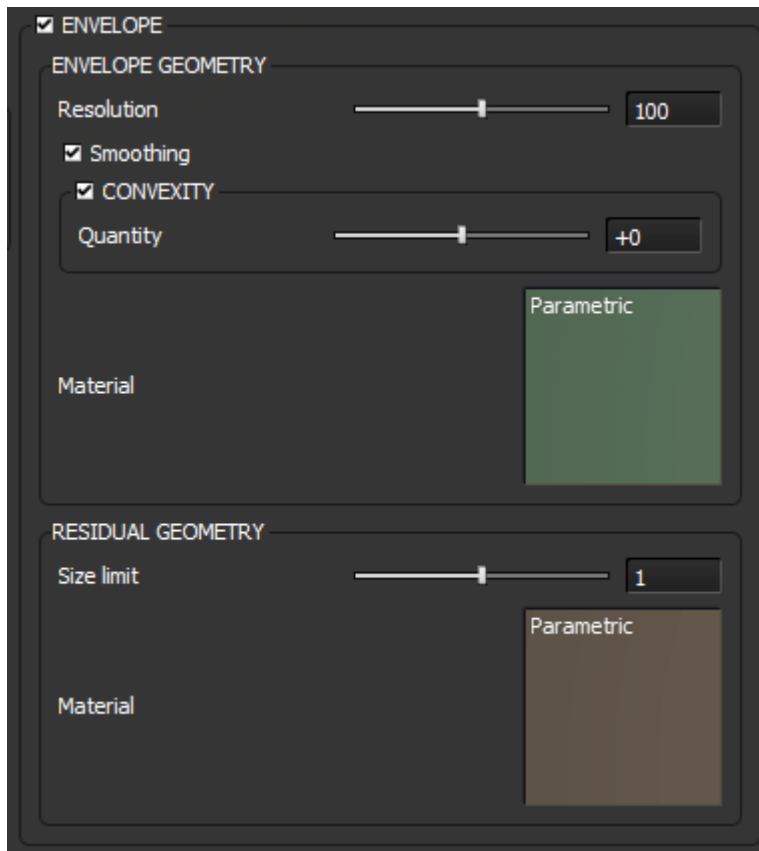 ENVELOPE
ENVELOPE GEOMETRY
Resolution 100
Smoothing
CONVEXITY
Quantity +0
Parametric
Material
RESIDUAL GEOMETRY
Size limit 1
Parametric
Material